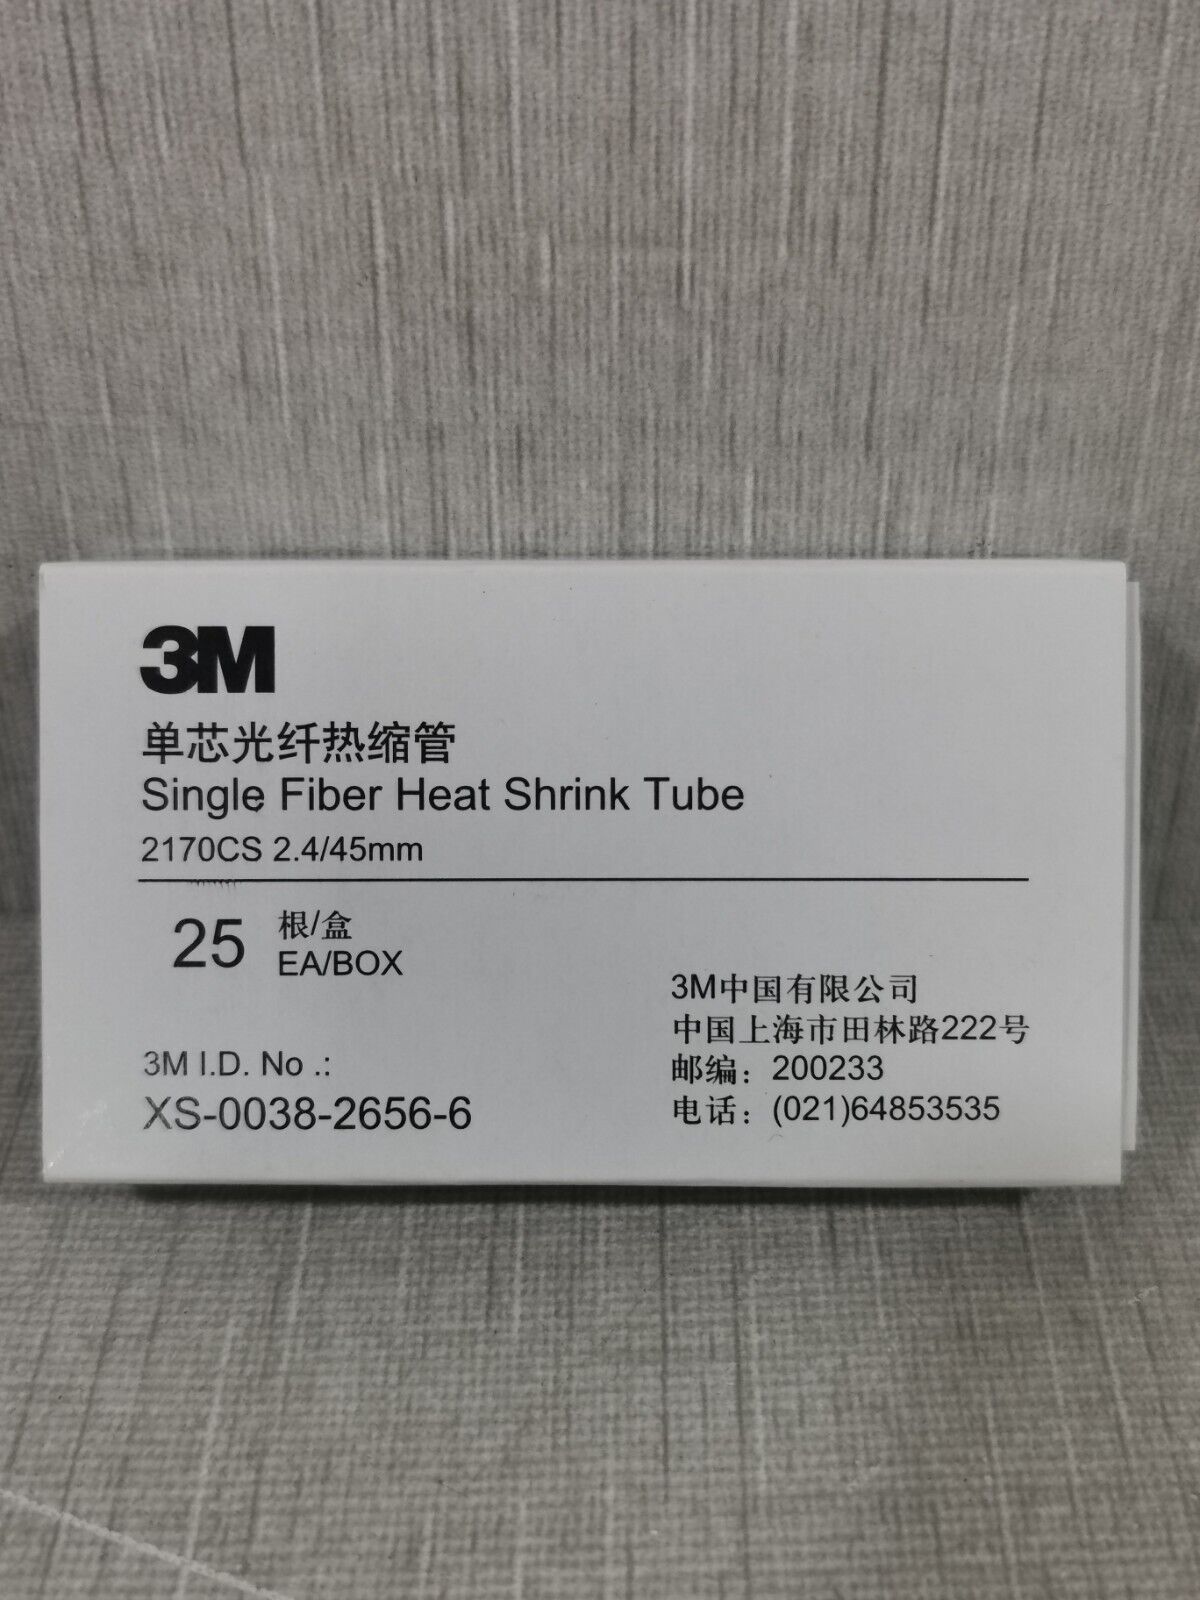 3M
单芯光纤热缩管
Single Fiber Heat Shrink Tube
2170CS 2.4/45mm
25 根/盒
EA/BOX
3M I.D. No .:
XS-0038-2656-6
3M中国有限公司
中国上海市田林路222号
邮编：200233
电话：(021)64853535